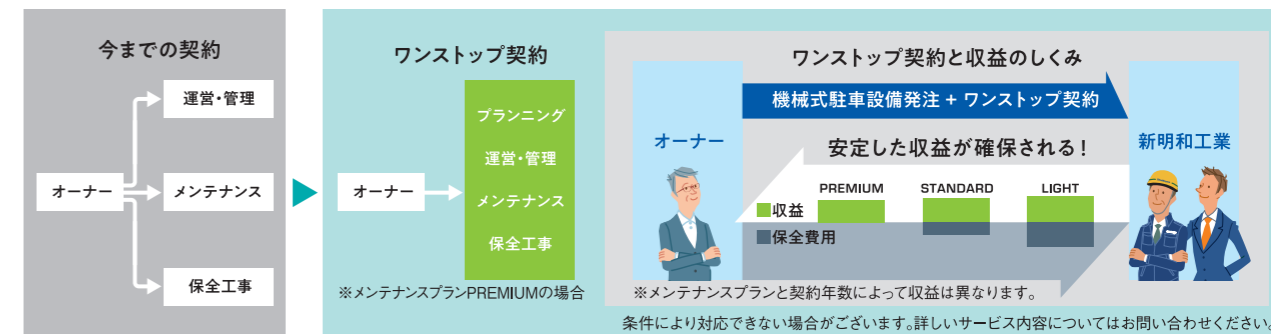 今までの契約
オーナー
運営・管理
メンテナンス
保全工事
ワンストップ契約
オーナー
プランニング
運営・管理
メンテナンス
保全工事
※メンテナンスプランPREMIUMの場合
ワンストップ契約と収益のしくみ
機械式駐車設備発注 + ワンストップ契約
オーナー
新明和工業
安定した収益が確保される！
PREMIUM STANDARD LIGHT
収益
保全費用
※メンテナンスプランと契約年数によって収益は異なります。
条件により対応できない場合がございます。詳しいサービス内容についてはお問い合わせください。